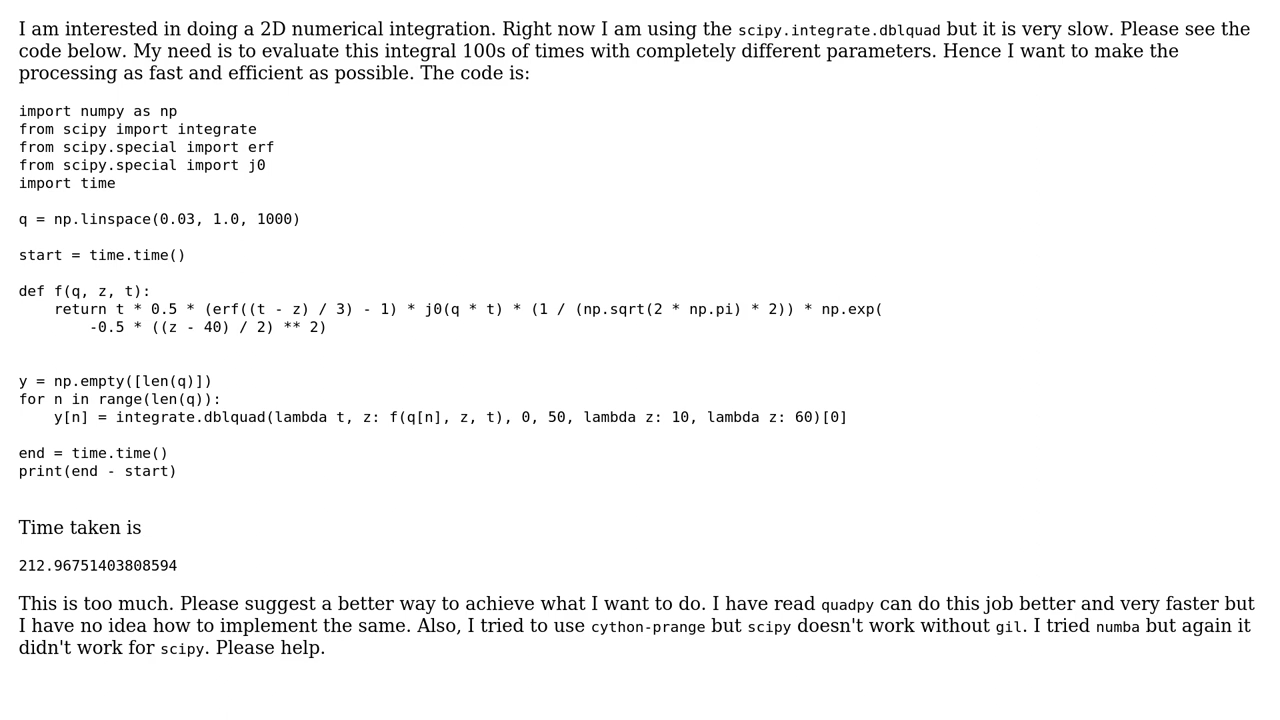 I am interested in doing a 2D numerical integration. Right now I am using the scipy.integrate.dblquad but it is very slow. Please see the
code below. My need is to evaluate this integral 100s of times with completely different parameters. Hence I want to make the
processing as fast and efficient as possible. The code is:
import numpy as np
from scipy import integrate
from scipy.special import erf
from scipy.special import j0
import time
q = np.linspace(0.03, 1.0, 1000)
start = time.time()
def f(q, z, t):
    return t * 0.5 * (erf((t - z) / 3) - 1) * j0(q * t) * (1 / (np.sqrt(2 * np.pi) * 2)) * np.exp(
        -0.5 * ((z - 40) / 2) ** 2)
y = np.empty([len(q)])
for n in range(len(q)):
    y[n] = integrate.dblquad(lambda t, z: f(q[n], z, t), 0, 50, lambda z: 10, lambda z: 60)[0]
end = time.time()
print(end - start)
Time taken is
212.96751403808594
This is too much. Please suggest a better way to achieve what I want to do. I have read quadpy can do this job better and very faster but
I have no idea how to implement the same. Also, I tried to use cython-prange but scipy doesn't work without gil. I tried numba but again it
didn't work for scipy. Please help.